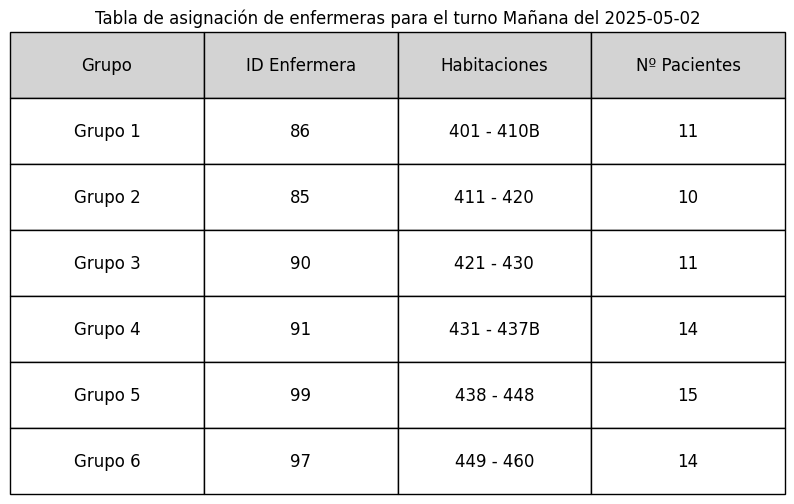 Tabla de asignación de enfermeras para el turno Mañana del 2025-05-02
Grupo ID Enfermera Habitaciones Nº Pacientes
Grupo 1 86 401 - 410B 11
Grupo 2 85 411 - 420 10
Grupo 3 90 421 - 430 11
Grupo 4 91 431 - 437B 14
Grupo 5 99 438 - 448 15
Grupo 6 97 449 - 460 14